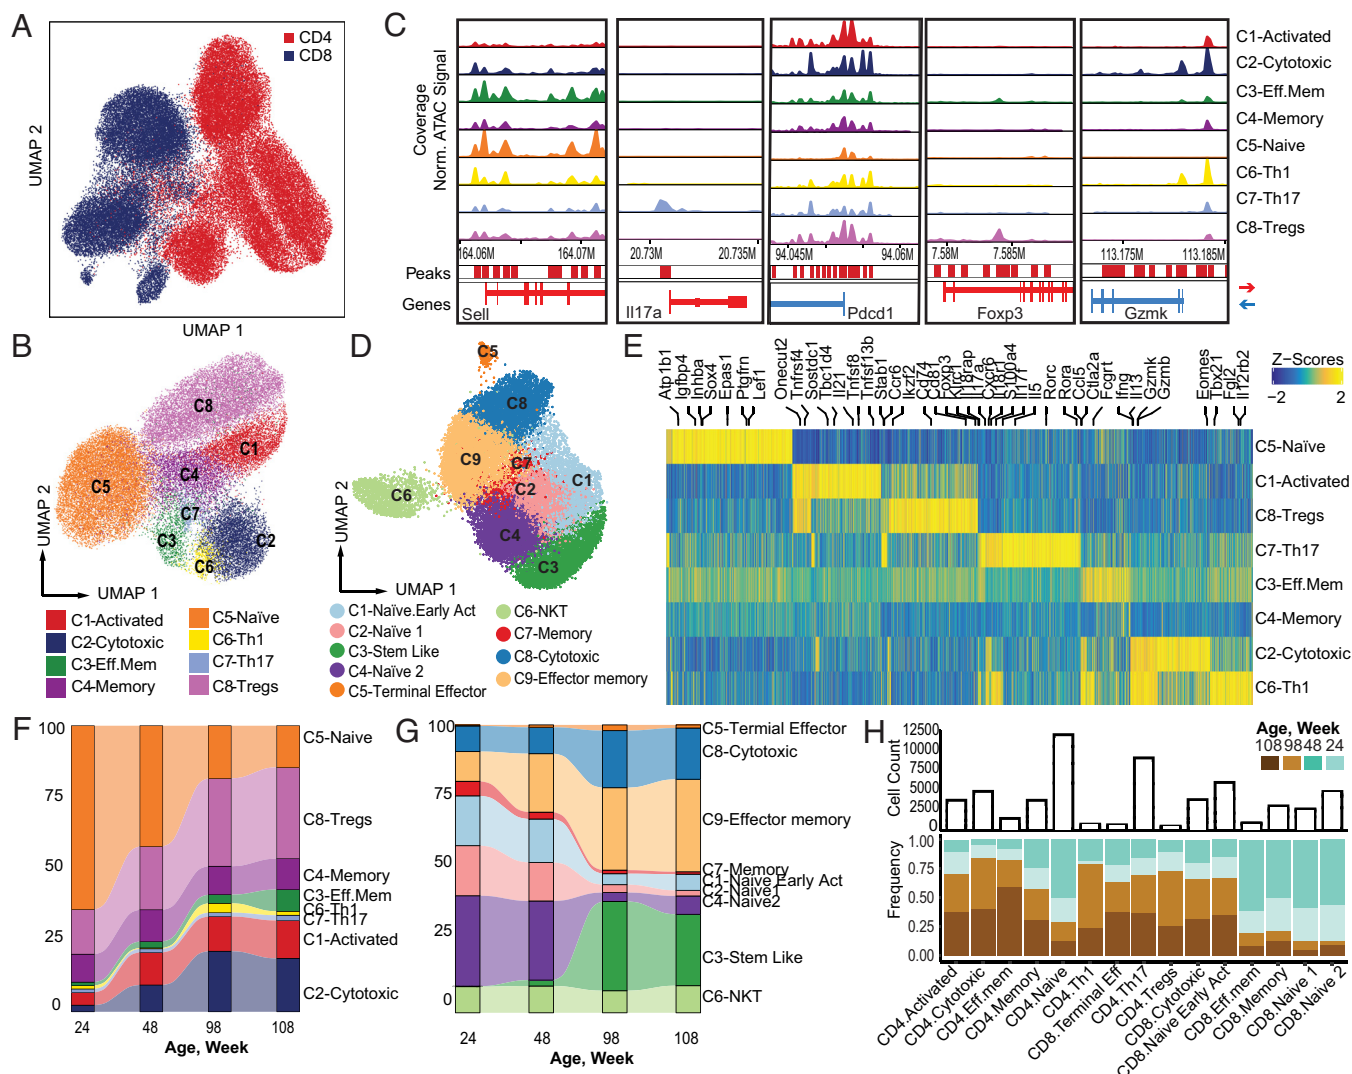 A
CD4
CD8
UMAP 2
UMAP 1
B
C8
C1
C4
C5
C7
C3
C2
C6
UMAP 2
UMAP 1
C1-Activated
C2-Cytotoxic
C3-Eff.Mem
C4-Memory
C5-Naïve
C6-Th1
C7-Th17
C8-Tregs
C
Coverage
Norm. ATAC Signal
C1-Activated
C2-Cytotoxic
C3-Eff.Mem
C4-Memory
C5-Naive
C6-Th1
C7-Th17
C8-Tregs
164.06M 164.07M
20.73M 20.735M
94.045M 94.06M
7.58M 7.585M
113.175M 113.185M
Peaks
Genes
Sell
Il17a
Pdcd1
Foxp3
Gzmk
D
C5
C8
C9
C7
C1
C2
C6
C4
C3
UMAP 2
UMAP 1
C1-Naïve.Early Act
C2-Naïve 1
C3-Stem Like
C4-Naïve 2
C5-Terminal Effector
C6-NKT
C7-Memory
C8-Cytotoxic
C9-Effector memory
E
Atp1b1
Igfbp4
Inhba
Sox4
Epas1
Ptgfrn
Lef1
Onecut2
Tnfrsf4
Sostdc1
Tbc1d4
Il21
Tnfsf8
Tnfsf13b
Stab1
Ccr6
Ikzf2
Cd74
Cd81
Foxp3
Klrg1
Il18rap
Il17a
Cxcr6
Il18r1
S100a4
Il17f
Il5
Rorc
Rora
Ccl5
Ctla2a
Fcgrt
Ifng
Il13
Gzmk
Gzmb
Eomes
Tbx21
Fgl2
Il12rb2
Z-Scores
-2 2
C5-Naïve
C1-Activated
C8-Tregs
C7-Th17
C3-Eff.Mem
C4-Memory
C2-Cytotoxic
C6-Th1
F
100
75
50
25
0
24 48 98 108
Age, Week
C5-Naive
C8-Tregs
C4-Memory
C3-Eff.Mem
C6-Th1
C7-Th17
C1-Activated
C2-Cytotoxic
G
100
75
50
25
0
24 48 98 108
Age, Week
C5-Termial Effector
C8-Cytotoxic
C9-Effector memory
C7-Memory
C1-Naive Early Act
C2-Naive1
C4-Naive2
C3-Stem Like
C6-NKT
H
Age, Week
108 98 48 24
Cell Count
12500
10000
7500
5000
2500
0
Frequency
1.00
0.75
0.50
0.25
0.00
CD4.Activated
CD4.Cytotoxic
CD4.Eff.mem
CD4.Memory
CD4.Naive
CD4.Th1
CD8.Terminal Eff
CD4.Th17
CD4.Tregs
CD8.Cytotoxic
CD8.Naive Early Act
CD8.Eff.mem
CD8.Memory
CD8.Naive 1
CD8.Naive 2